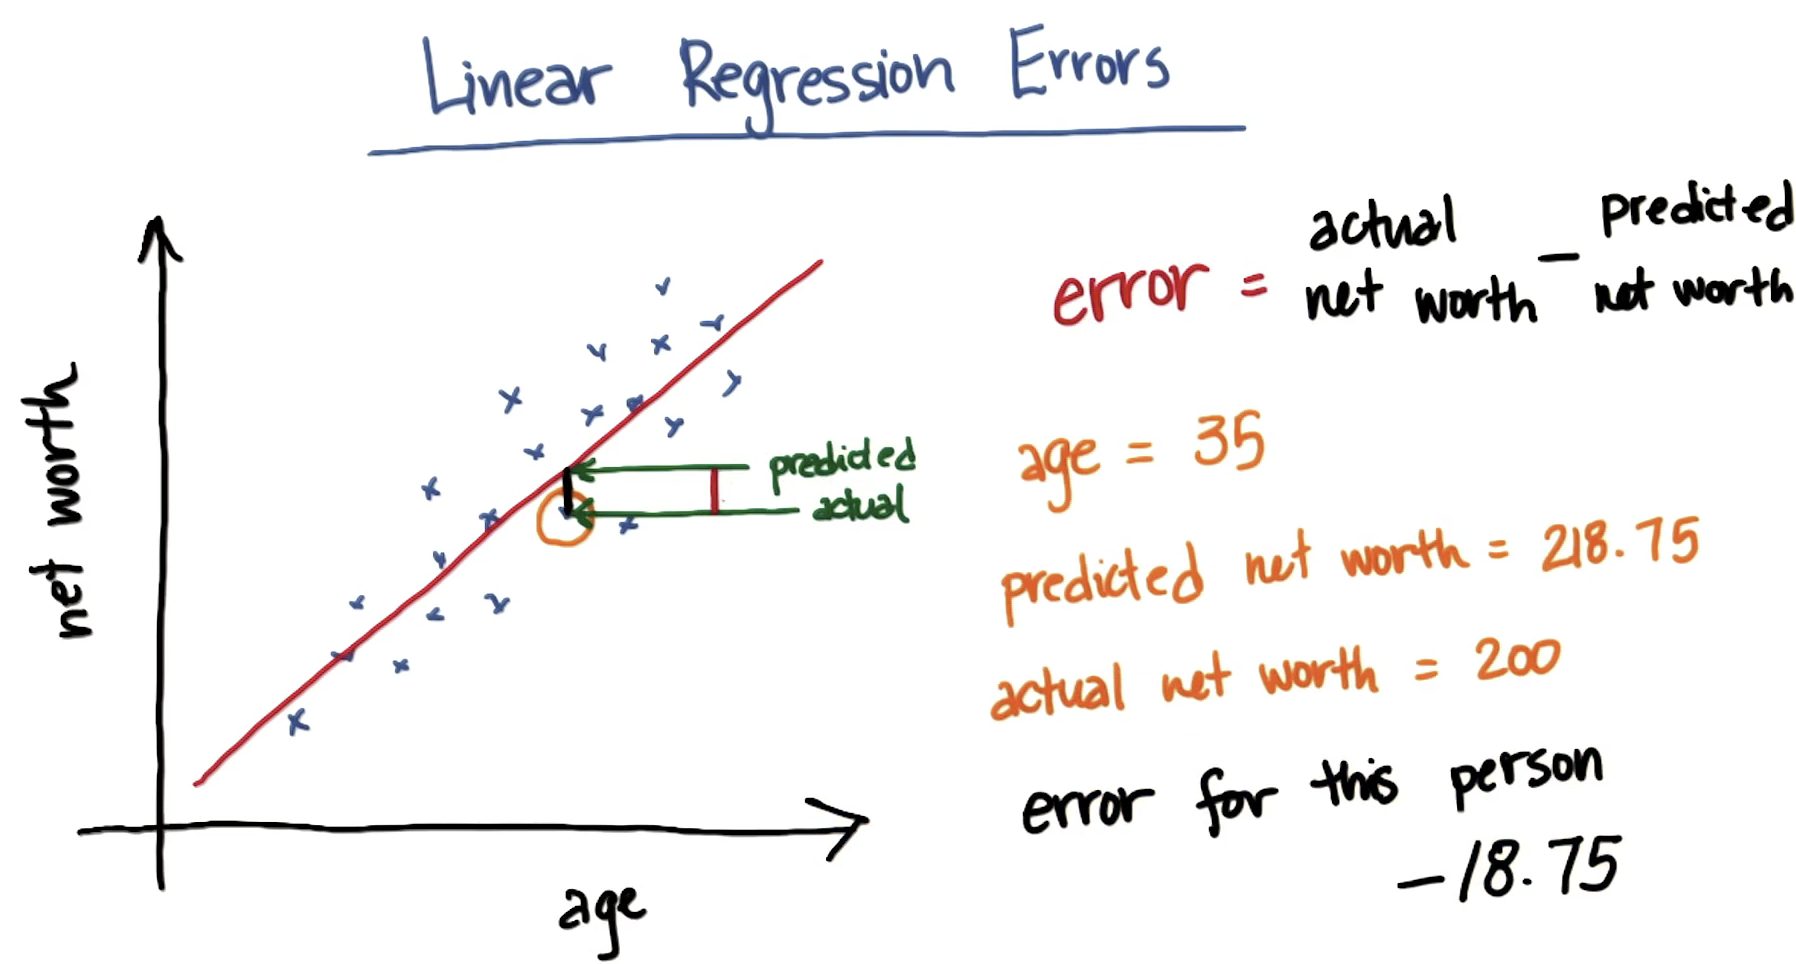 Linear Regression Errors
error = actual net worth - predicted net worth
net worth
predicted
actual
age
age = 35
predicted net worth = 218.75
actual net worth = 200
error for this person
-18.75